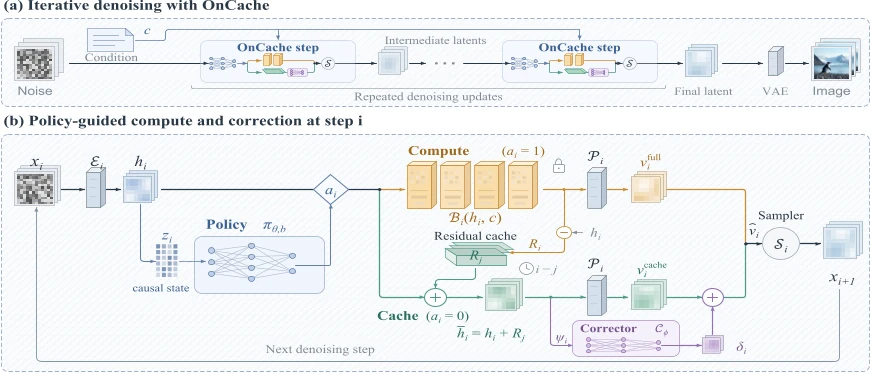 (a) Iterative denoising with OnCache
c
Condition
Noise
OnCache step
S
Intermediate latents
. . .
OnCache step
S
Repeated denoising updates
Final latent
VAE
Image
(b) Policy-guided compute and correction at step i
x_i
ℰ_i
h_i
z_i
causal state
Policy π_{θ,b}
a_i
Compute (a_i = 1)
ℬ_i(h_i, c)
𝒫_i
v_i^{full}
Residual cache
R_j
R_i
− ← h_i
i − j
+
Cache (a_i = 0)
h̄_i = h_i + R_j
𝒫_i
v_i^{cache}
+
ψ_i
Corrector 𝒞_ϕ
δ_i
v̂_i
Sampler
𝒮_i
x_{i+1}
Next denoising step